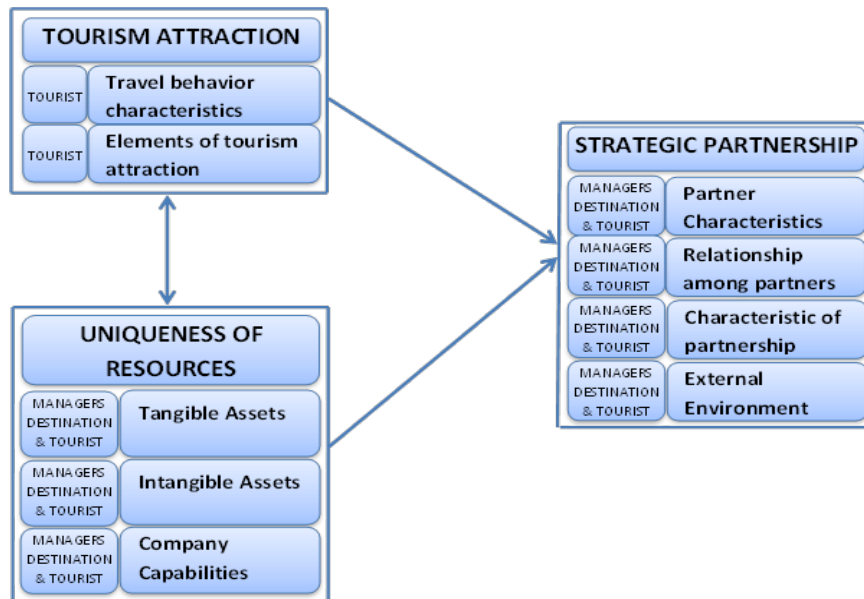 TOURISM ATTRACTION
TOURIST
Travel behavior
characteristics
TOURIST
Elements of tourism
attraction
UNIQUENESS OF
RESOURCES
MANAGERS
DESTINATION
& TOURIST
Tangible Assets
MANAGERS
DESTINATION
& TOURIST
Intangible Assets
MANAGERS
DESTINATION
& TOURIST
Company
Capabilities
STRATEGIC PARTNERSHIP
MANAGERS
DESTINATION
& TOURIST
Partner
Characteristics
MANAGERS
DESTINATION
& TOURIST
Relationship
among partners
MANAGERS
DESTINATION
& TOURIST
Characteristic of
partnership
MANAGERS
DESTINATION
& TOURIST
External
Environment